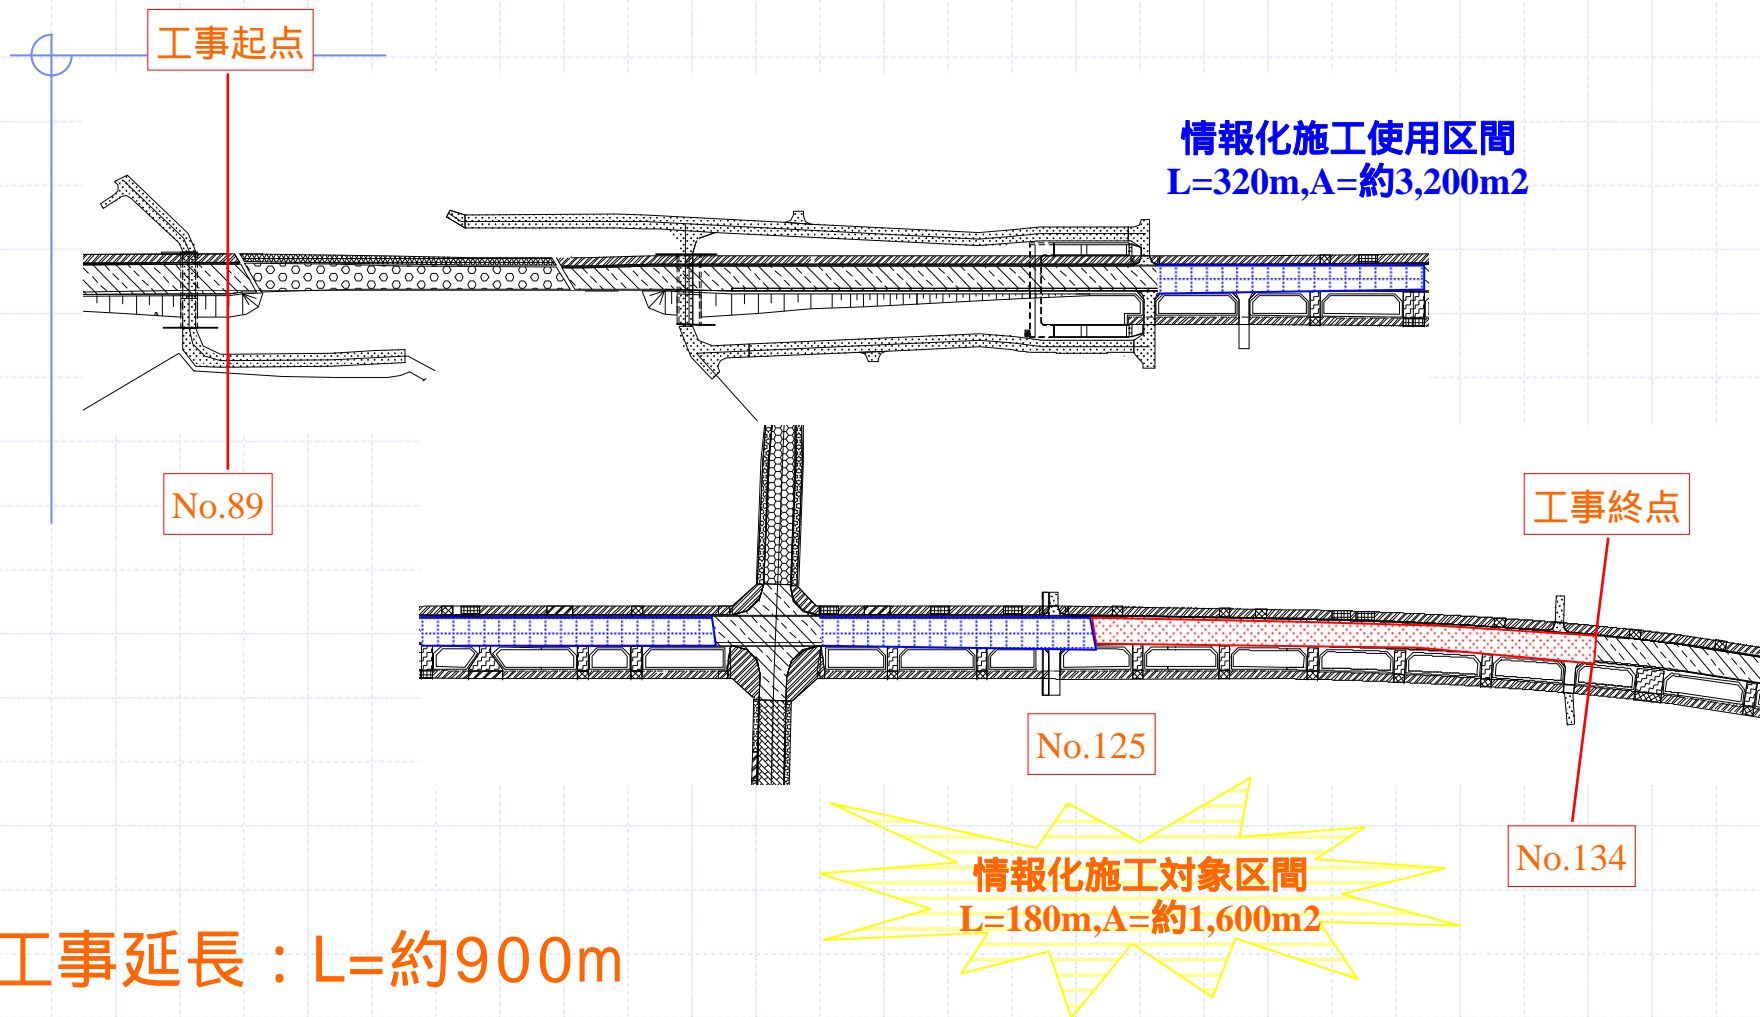 工事起点
情報化施工使用区間
L=320m,A=約3,200m2
No.89
工事終点
No.125
No.134
情報化施工対象区間
L=180m,A=約1,600m2
工事延長：L=約900m